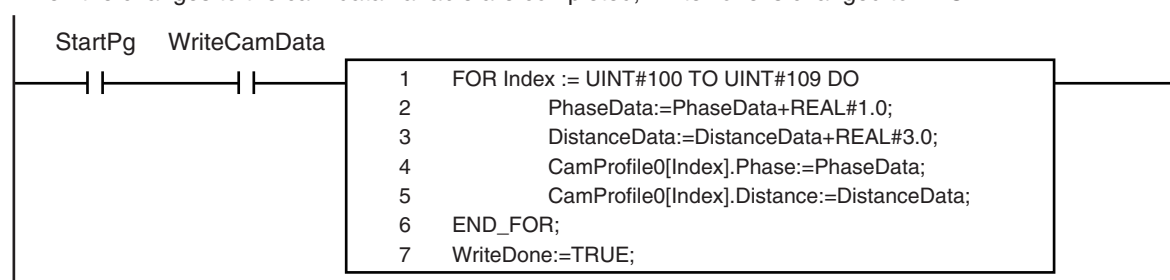 StartPg WriteCamData
1 FOR Index := UINT#100 TO UINT#109 DO
2 PhaseData:=PhaseData+REAL#1.0;
3 DistanceData:=DistanceData+REAL#3.0;
4 CamProfile0[Index].Phase:=PhaseData;
5 CamProfile0[Index].Distance:=DistanceData;
6 END_FOR;
7 WriteDone:=TRUE;